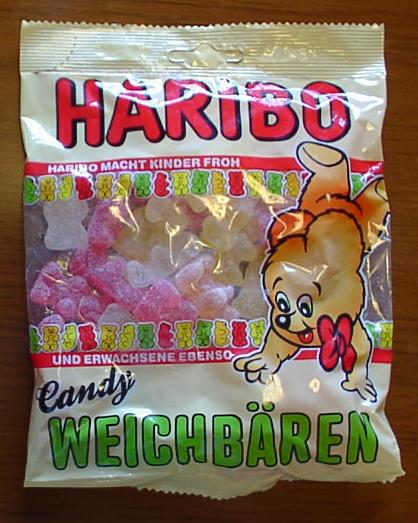 HARIBO
HARIBO MACHT KINDER FROH
UND ERWACHSENE EBENSO
Candy
WEICHBÄREN